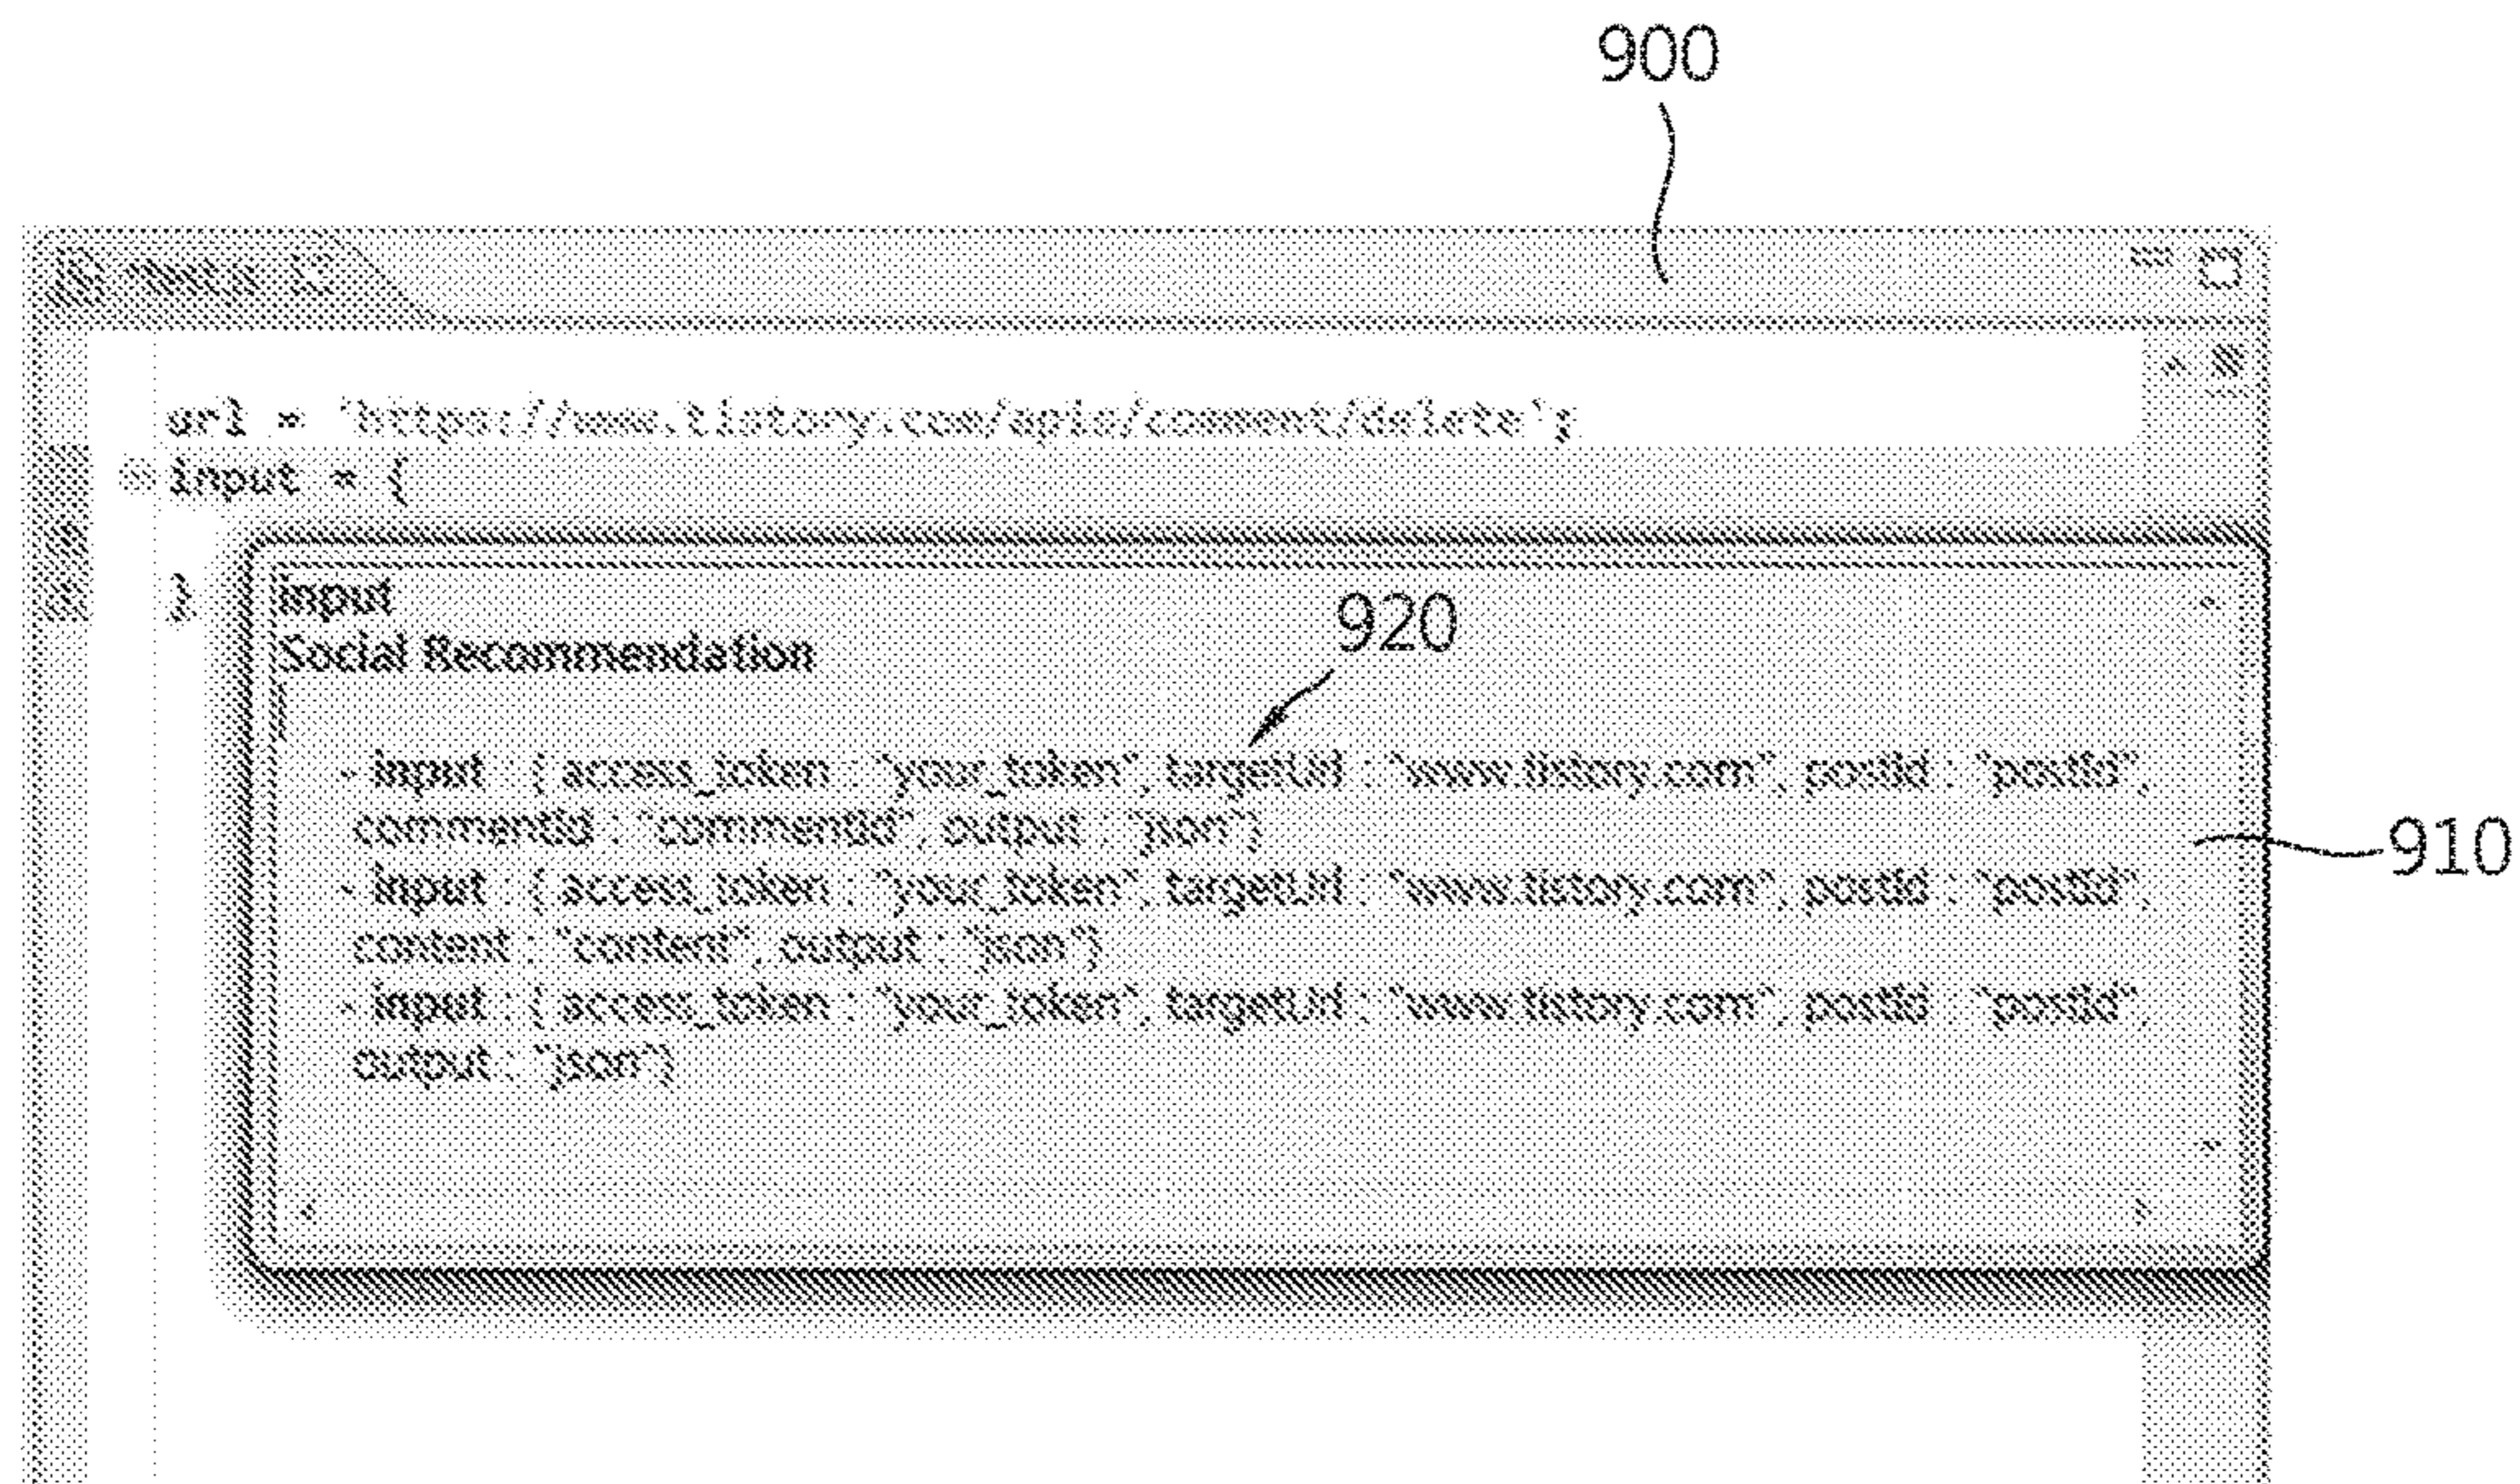 900
url = 'https://www.tistory.com/apis/comment/delete';
input = {
}
input
Social Recommendation
920
- input : { access_token : "your_token", targetUrl : "www.tistory.com", postId : "postId",
commentId : "commentId", output : "json"}
910
- input : { access_token : "your_token", targetUrl : "www.tistory.com", postId : "postId",
content : "content", output : "json"}
- input : { access_token : "your_token", targetUrl : "www.tistory.com", postId : "postId",
output : "json"}